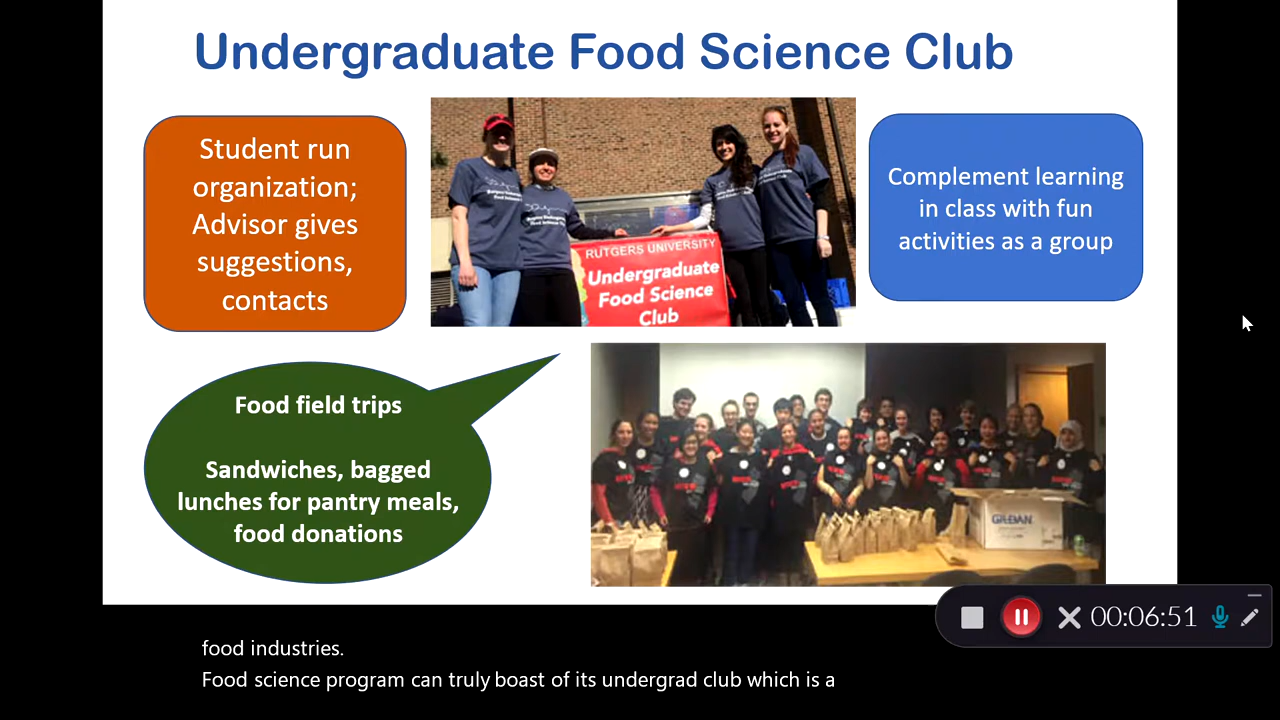 Undergraduate Food Science Club
Student run
organization;
Advisor gives
suggestions,
contacts
RUTGERS UNIVERSITY
Undergraduate
Food Science
Club
Complement learning
in class with fun
activities as a group
Food field trips
Sandwiches, bagged
lunches for pantry meals,
food donations
GILDAN
00:06:51
food industries.
Food science program can truly boast of its undergrad club which is a